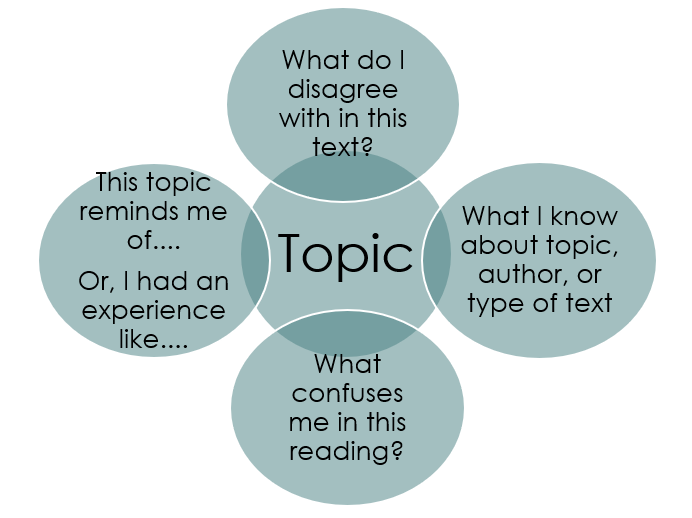 What do I
disagree
with in this
text?
This topic
reminds me
of....
Or, I had an
experience
like....
Topic
What I know
about topic,
author, or
type of text
What
confuses
me in this
reading?